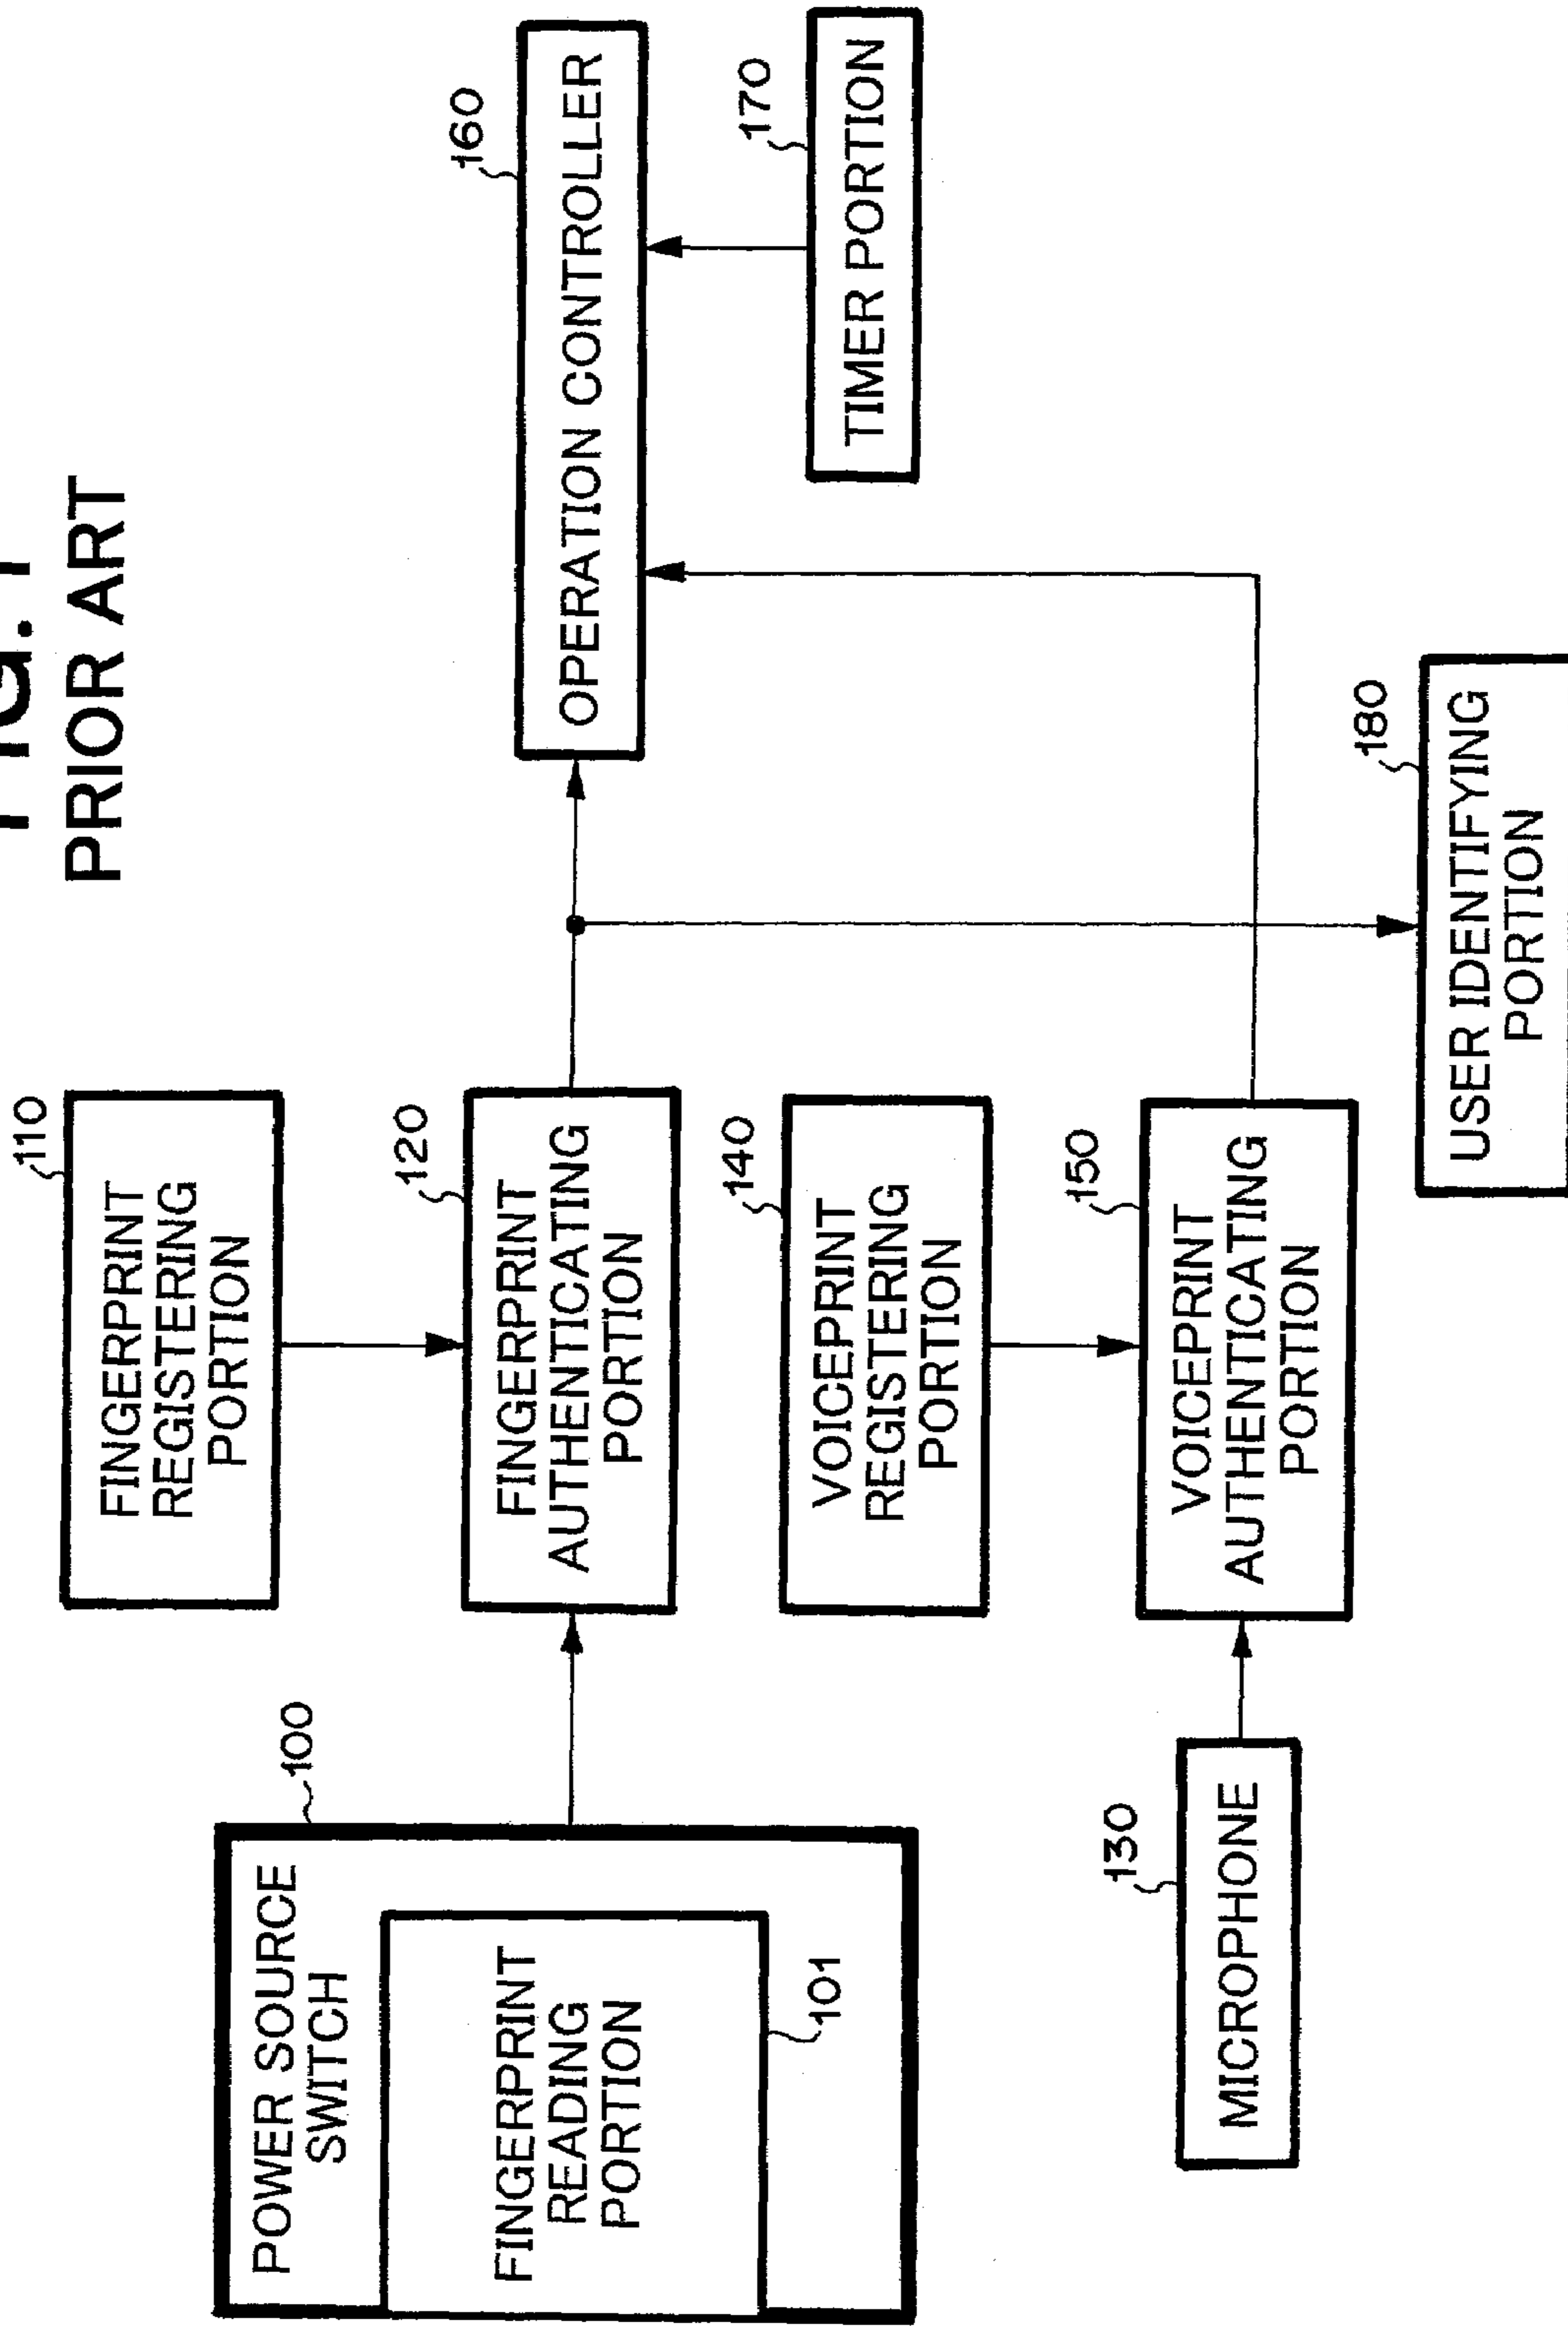 FIG. 1
PRIOR ART
110
FINGERPRINT
REGISTERING
PORTION
100
POWER SOURCE
SWITCH
FINGERPRINT
READING
PORTION
101
120
FINGERPRINT
AUTHENTICATING
PORTION
160
OPERATION CONTROLLER
170
TIMER PORTION
140
VOICEPRINT
REGISTERING
PORTION
130
MICROPHONE
150
VOICEPRINT
AUTHENTICATING
PORTION
180
USER IDENTIFYING
PORTION